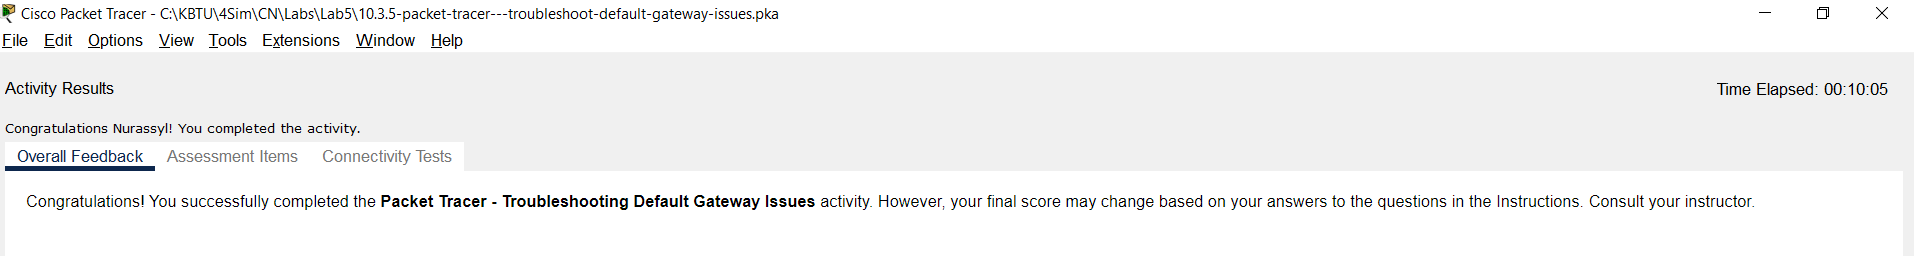 Cisco Packet Tracer - C:\KBTU\4Sim\CN\Labs\Lab5\10.3.5-packet-tracer---troubleshoot-default-gateway-issues.pka
File Edit Options View Tools Extensions Window Help
Activity Results Time Elapsed: 00:10:05
Congratulations Nurassyl! You completed the activity.
Overall Feedback Assessment Items Connectivity Tests
Congratulations! You successfully completed the Packet Tracer - Troubleshooting Default Gateway Issues activity. However, your final score may change based on your answers to the questions in the Instructions. Consult your instructor.